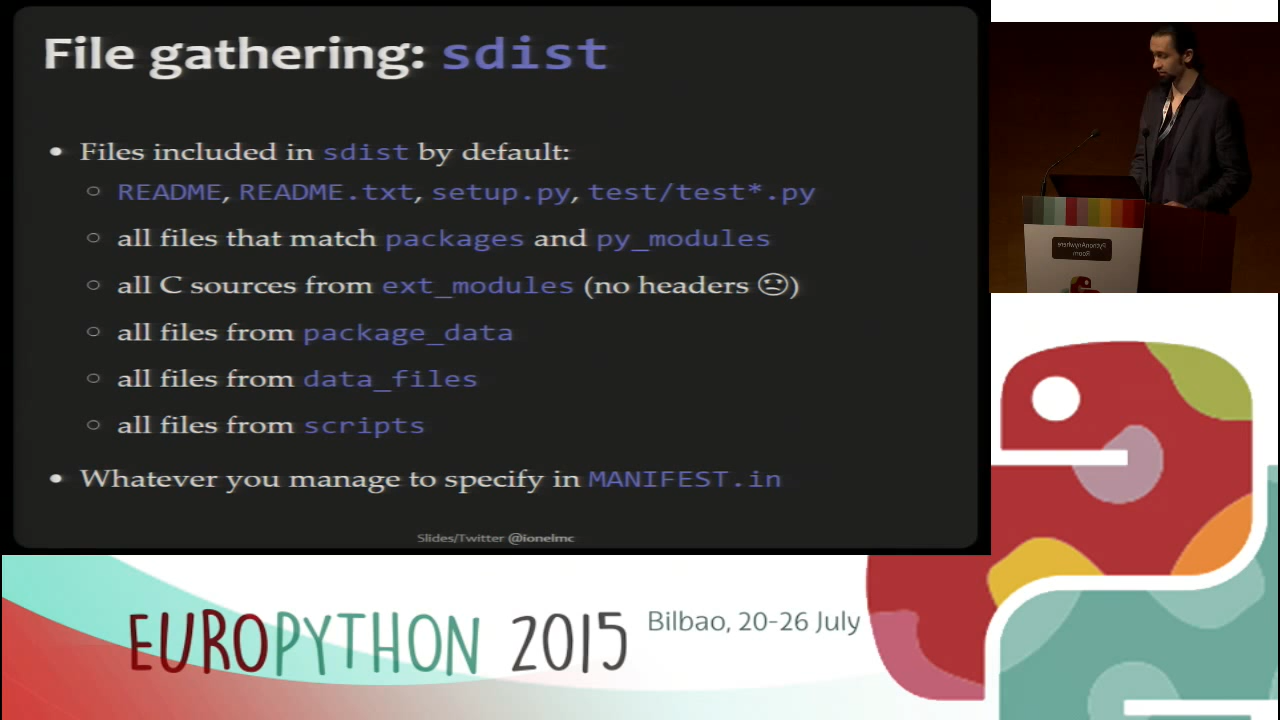 File gathering: sdist
• Files included in sdist by default:
○ README, README.txt, setup.py, test/test*.py
○ all files that match packages and py_modules
○ all C sources from ext_modules (no headers ☹)
○ all files from package_data
○ all files from data_files
○ all files from scripts
• Whatever you manage to specify in MANIFEST.in
Slides/Twitter @ionelmc
PythonAnywhere
Room
EUROPYTHON 2015
Bilbao, 20-26 July